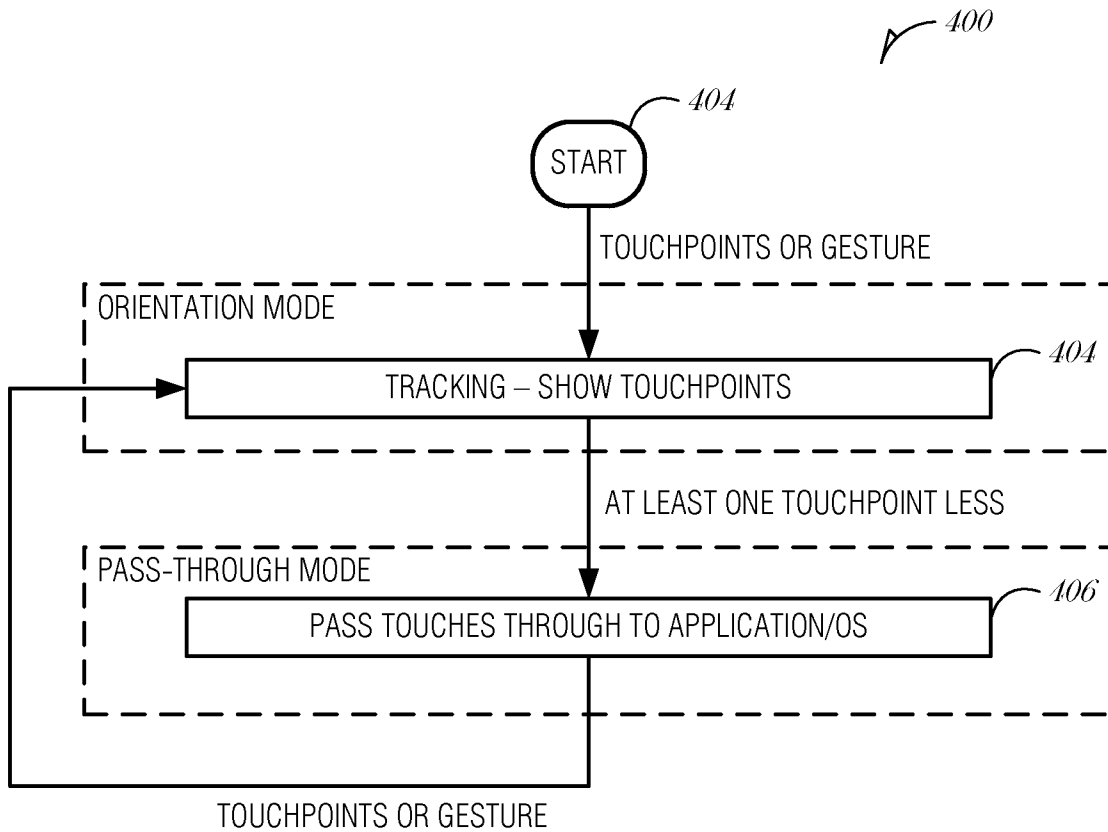 400
404
START
TOUCHPOINTS OR GESTURE
ORIENTATION MODE
404
TRACKING – SHOW TOUCHPOINTS
AT LEAST ONE TOUCHPOINT LESS
PASS-THROUGH MODE
406
PASS TOUCHES THROUGH TO APPLICATION/OS
TOUCHPOINTS OR GESTURE